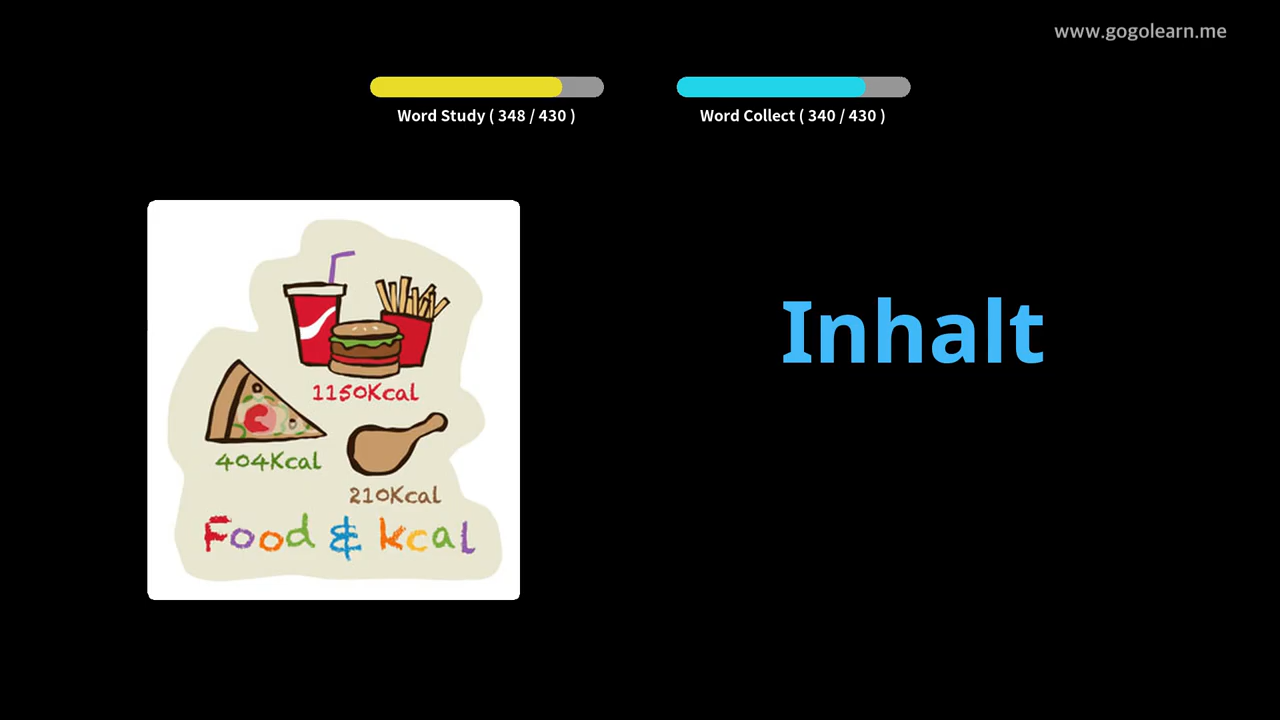 www.gogolearn.me
Word Study ( 348 / 430 )
Word Collect ( 340 / 430 )
Inhalt
1150Kcal
404Kcal
210Kcal
Food & kcal